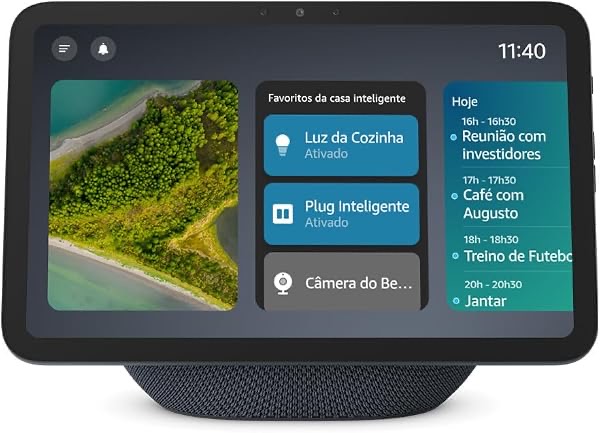 11:40
Favoritos da casa inteligente
Luz da Cozinha
Ativado
Plug Inteligente
Ativado
Câmera do Be...
Hoje
16h - 16h30
Reunião com
investidores
17h - 17h30
Café com
Augusto
18h - 18h30
Treino de Futebo
20h - 20h30
Jantar